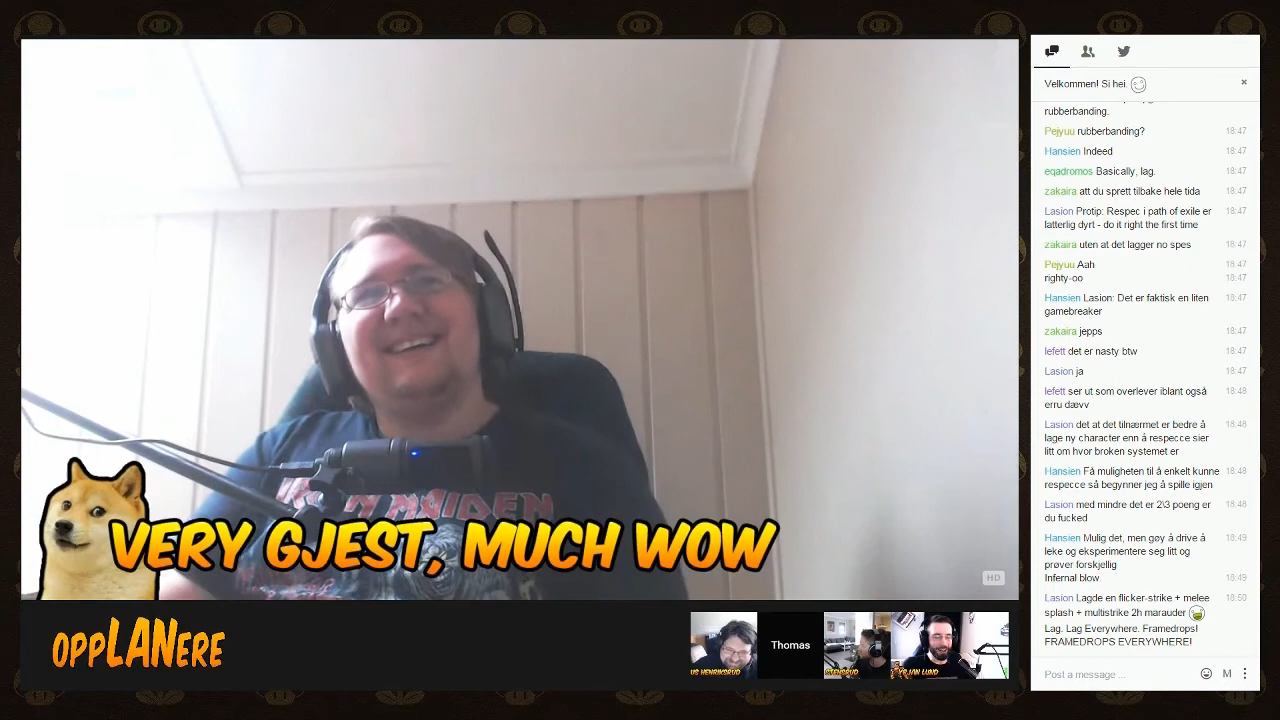 IRON MAIDEN
VERY GJEST, MUCH WOW
HD
OPPLANERE
US HENRIKSRUD
Thomas
STENSRUD
RJAN LUND
Velkommen! Si hei.
rubberbanding.
Pejyuu rubberbanding? 18:47
Hansien Indeed 18:47
eqadromos Basically, lag. 18:47
zakaira att du sprett tilbake hele tida 18:47
Lasion Protip: Respec i path of exile er 18:47
latterlig dyrt - do it right the first time
zakaira uten at det lagger no spes 18:47
Pejyuu Aah 18:47
righty-oo 18:47
Hansien Lasion: Det er faktisk en liten 18:47
gamebreaker
zakaira jepps 18:47
lefett det er nasty btw 18:47
Lasion ja 18:47
lefett ser ut som overlever iblant også 18:48
erru dævv
Lasion det at det tilnærmet er bedre å 18:48
lage ny character enn å respecce sier
litt om hvor broken systemet er
Hansien Få muligheten til å enkelt kunne 18:48
respecce så begynner jeg å spille igjen
Lasion med mindre det er 2\3 poeng er 18:48
du fucked
Hansien Mulig det, men gøy å drive å 18:49
leke og eksperimentere seg litt og
prøver forskjellig
Infernal blow. 18:49
Lasion Lagde en flicker-strike + melee 18:50
splash + multistrike 2h marauder
Lag. Lag Everywhere. Framedrops!
FRAMEDROPS EVERYWHERE!
Post a message ...
M